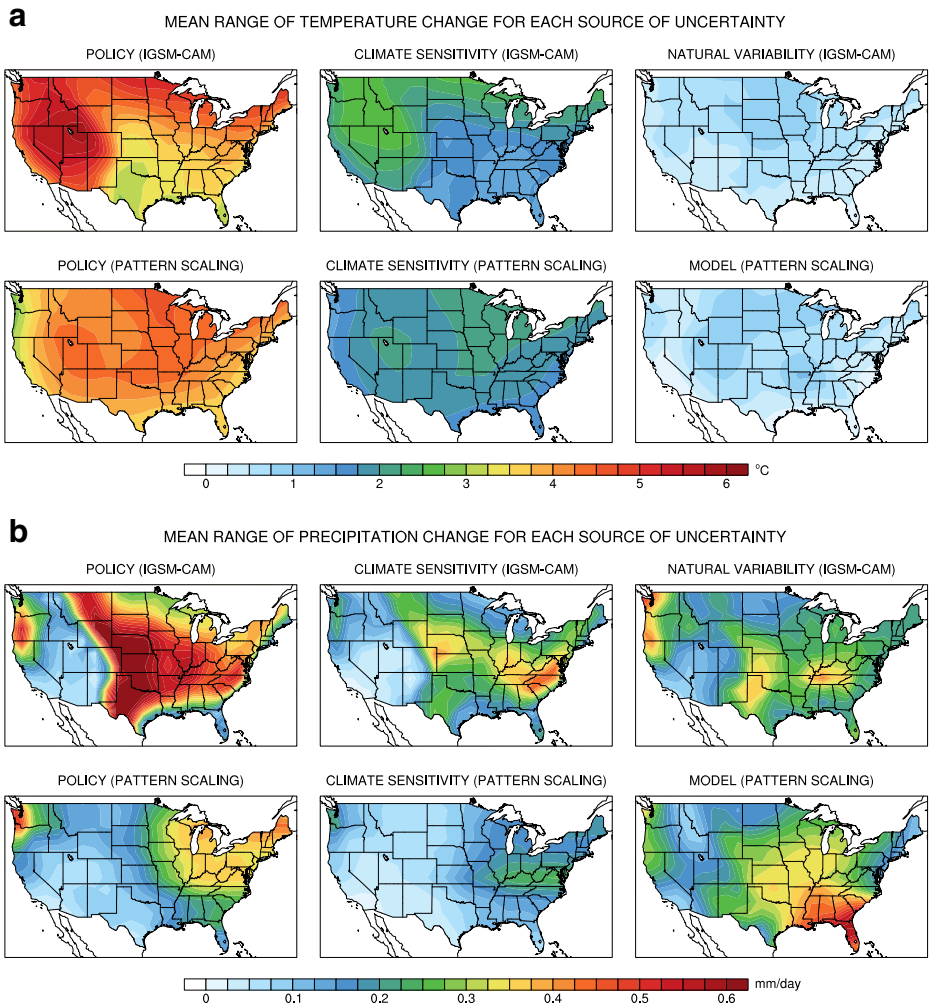 a
MEAN RANGE OF TEMPERATURE CHANGE FOR EACH SOURCE OF UNCERTAINTY
POLICY (IGSM-CAM) CLIMATE SENSITIVITY (IGSM-CAM) NATURAL VARIABILITY (IGSM-CAM)
POLICY (PATTERN SCALING) CLIMATE SENSITIVITY (PATTERN SCALING) MODEL (PATTERN SCALING)
0 1 2 3 4 5 6 °C
b
MEAN RANGE OF PRECIPITATION CHANGE FOR EACH SOURCE OF UNCERTAINTY
POLICY (IGSM-CAM) CLIMATE SENSITIVITY (IGSM-CAM) NATURAL VARIABILITY (IGSM-CAM)
POLICY (PATTERN SCALING) CLIMATE SENSITIVITY (PATTERN SCALING) MODEL (PATTERN SCALING)
0 0.1 0.2 0.3 0.4 0.5 0.6 mm/day